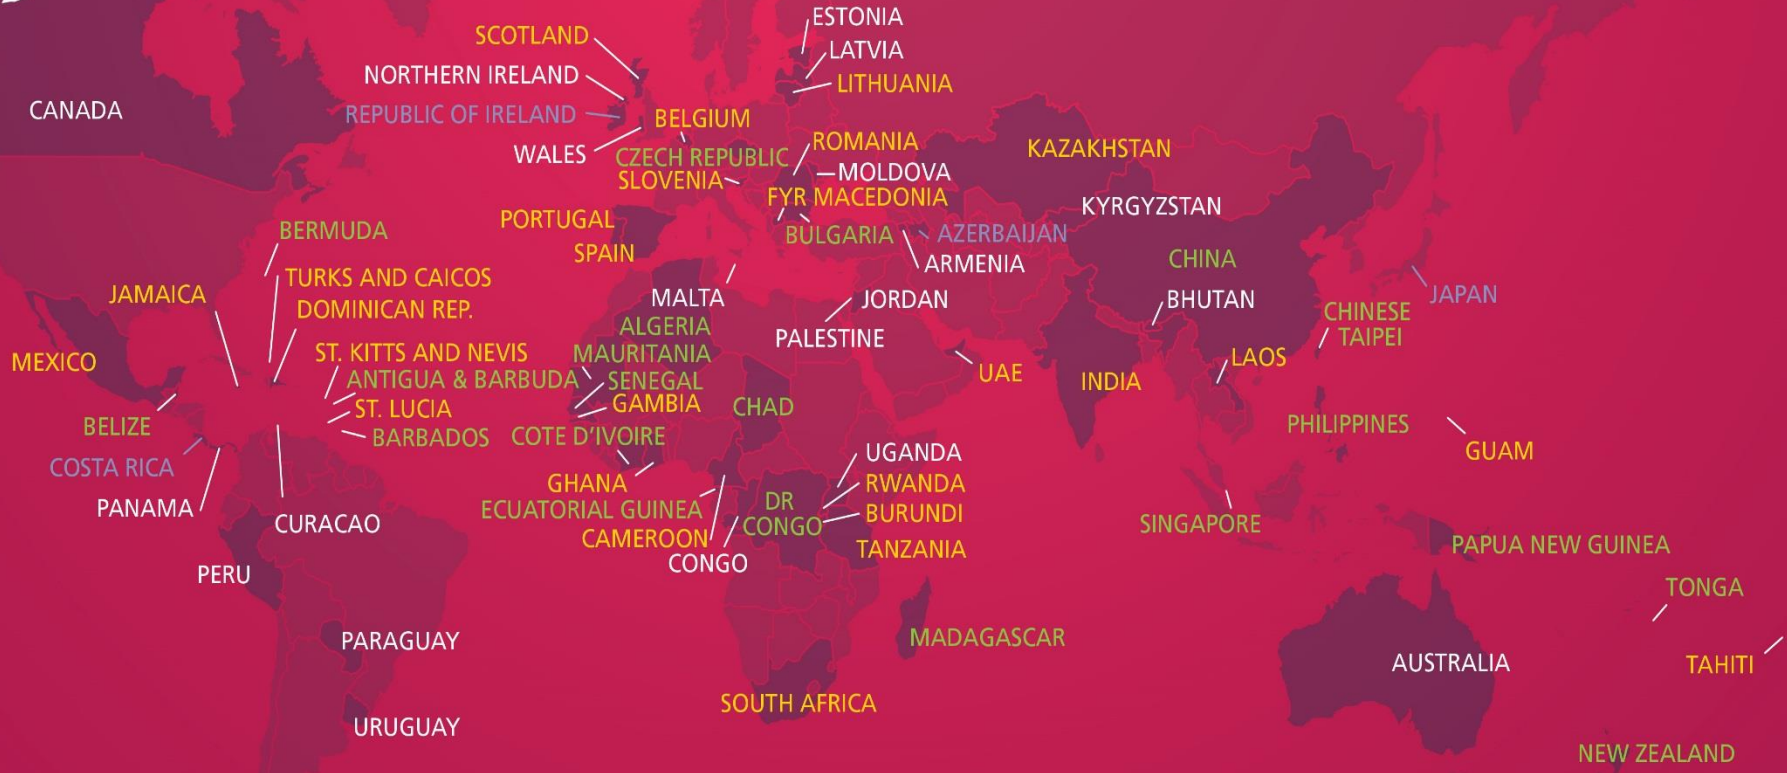 ESTONIA
SCOTLAND
LATVIA
NORTHERN IRELAND
LITHUANIA
CANADA
REPUBLIC OF IRELAND
BELGIUM
ROMANIA
KAZAKHSTAN
WALES
CZECH REPUBLIC
MOLDOVA
SLOVENIA
FYR MACEDONIA
KYRGYZSTAN
PORTUGAL
BERMUDA
BULGARIA
AZERBAIJAN
SPAIN
ARMENIA
CHINA
TURKS AND CAICOS
JAMAICA
MALTA
JORDAN
BHUTAN
JAPAN
DOMINICAN REP.
CHINESE
TAIPEI
ALGERIA
PALESTINE
ST. KITTS AND NEVIS
MAURITANIA
LAOS
MEXICO
ANTIGUA & BARBUDA
SENEGAL
UAE
INDIA
GAMBIA
CHAD
ST. LUCIA
BELIZE
BARBADOS
COTE D'IVOIRE
PHILIPPINES
UGANDA
GUAM
COSTA RICA
GHANA
RWANDA
PANAMA
ECUATORIAL GUINEA
DR
CONGO
BURUNDI
CURACAO
SINGAPORE
CAMEROON
TANZANIA
PAPUA NEW GUINEA
CONGO
PERU
TONGA
PARAGUAY
MADAGASCAR
AUSTRALIA
TAHITI
SOUTH AFRICA
URUGUAY
NEW ZEALAND